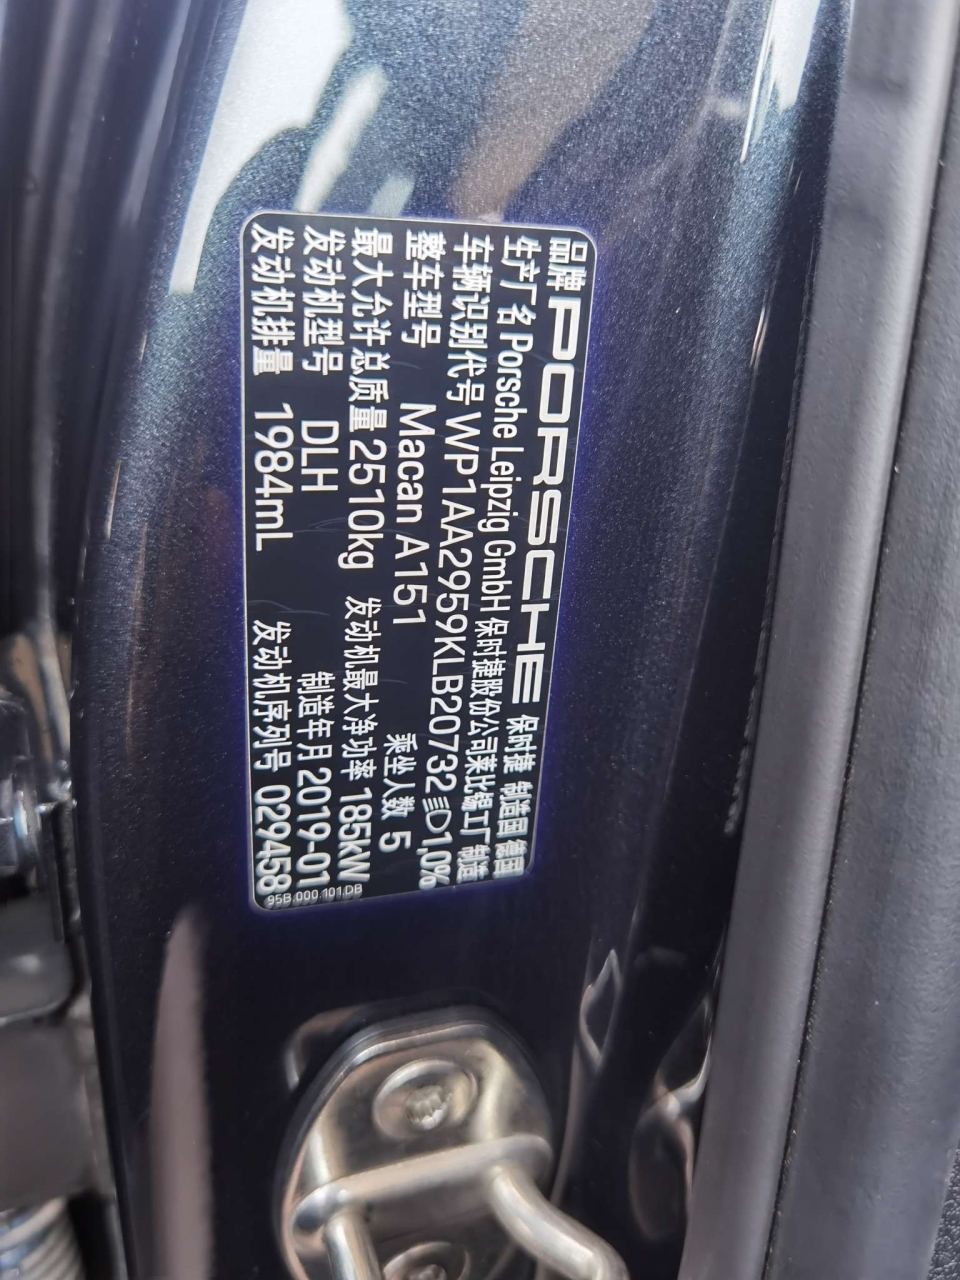 品牌 PORSCHE 保时捷 制造国 德国
生产厂名 Porsche Leipzig GmbH 保时捷股份公司莱比锡工厂 制造
车辆识别代号 WP1AA2959KLB20732 1,0%
整车型号 Macan A151 乘坐人数 5
最大允许总质量 2510kg 发动机最大净功率 185kW
发动机型号 DLH 制造年月 2019-01
发动机排量 1984mL 发动机序列号 029458
95B.000.101.DB